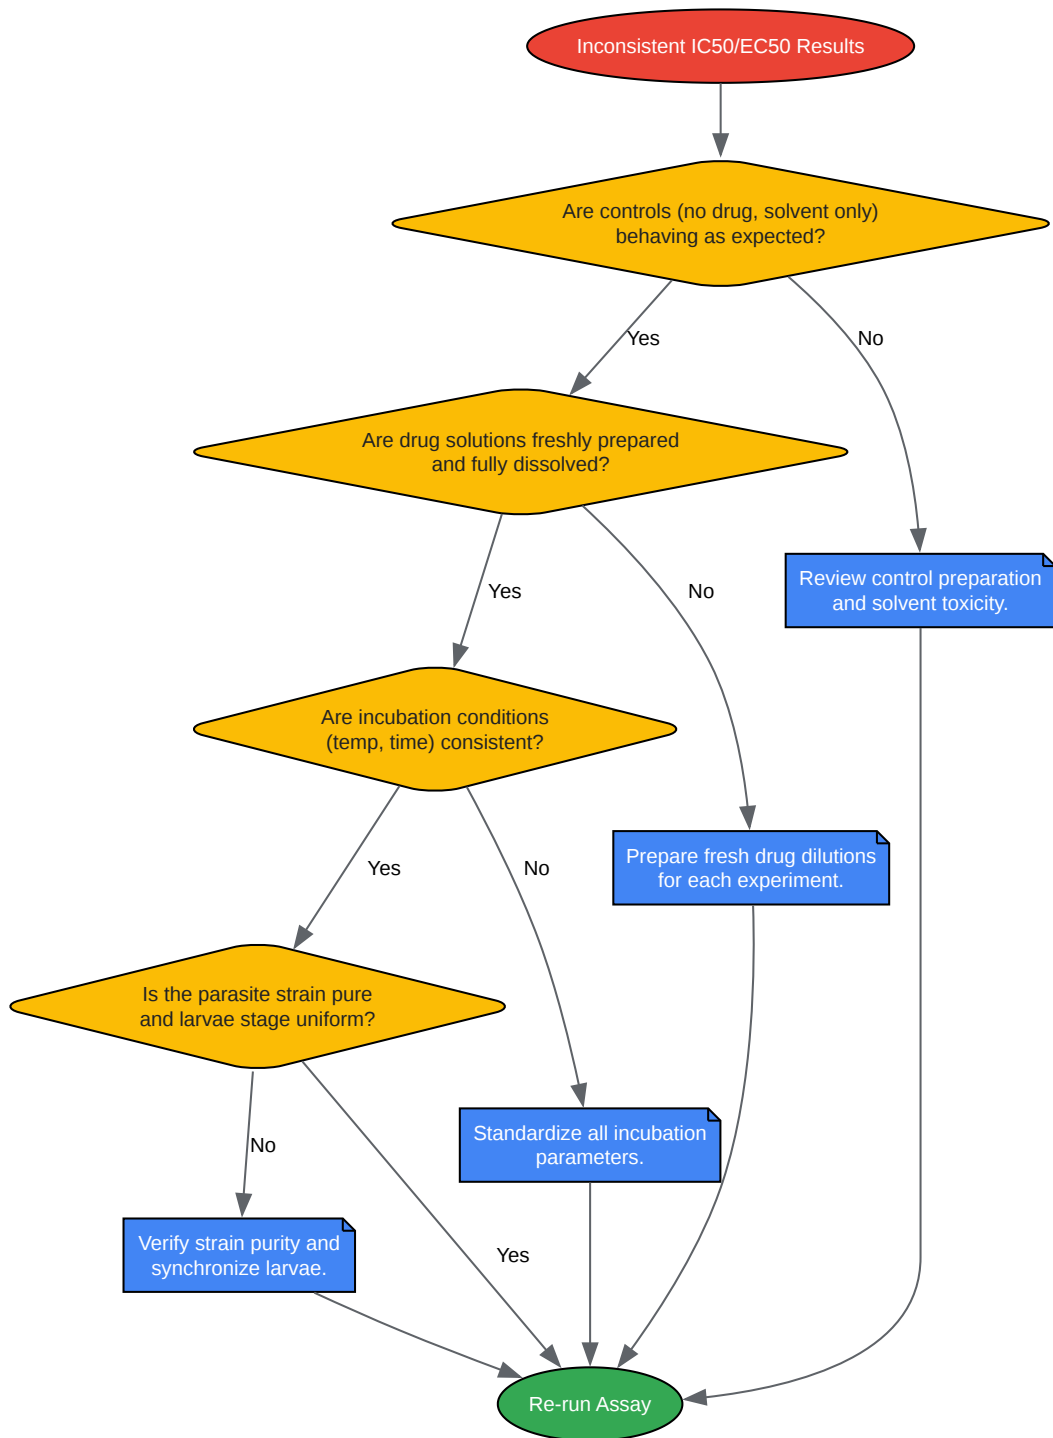 Inconsistent IC50/EC50 Results
Are controls (no drug, solvent only)
behaving as expected?
Yes
No
Are drug solutions freshly prepared
and fully dissolved?
Review control preparation
and solvent toxicity.
Yes
No
Are incubation conditions
(temp, time) consistent?
Prepare fresh drug dilutions
for each experiment.
Yes
No
Is the parasite strain pure
and larvae stage uniform?
Standardize all incubation
parameters.
No
Yes
Verify strain purity and
synchronize larvae.
Re-run Assay